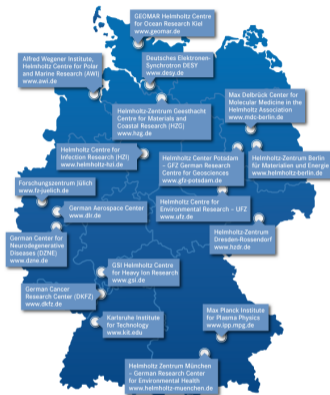 GEOMAR Helmholtz Centre
for Ocean Research Kiel
www.geomar.de
Alfred Wegener Institute,
Helmholtz Centre for Polar
and Marine Research (AWI)
www.awi.de
Deutsches Elektronen-
Synchrotron DESY
www.desy.de
Helmholtz-Zentrum Geesthacht
Centre for Materials and
Coastal Research (HZG)
www.hzg.de
Max Delbrück Center for
Molecular Medicine in the
Helmholtz Association
www.mdc-berlin.de
Helmholtz Centre for
Infection Research (HZI)
www.helmholtz-hzi.de
Helmholtz Center Potsdam
– GFZ German Research
Centre for Geosciences
www.gfz-potsdam.de
Helmholtz-Zentrum Berlin
für Materialien und Energie
www.helmholtz-berlin.de
Forschungszentrum Jülich
www.fz-juelich.de
German Aerospace Center
www.dlr.de
Helmholtz Centre for
Environmental Research – UFZ
www.ufz.de
German Center for
Neurodegenerative
Diseases (DZNE)
www.dzne.de
Helmholtz-Zentrum
Dresden-Rossendorf
www.hzdr.de
GSI Helmholtz Centre
for Heavy Ion Research
www.gsi.de
German Cancer
Research Center (DKFZ)
www.dkfz.de
Karlsruhe Institute
for Technology
www.kit.edu
Max Planck Institute
for Plasma Physics
www.ipp.mpg.de
Helmholtz Zentrum München
– German Research Center
for Environmental Health
www.helmholtz-muenchen.de